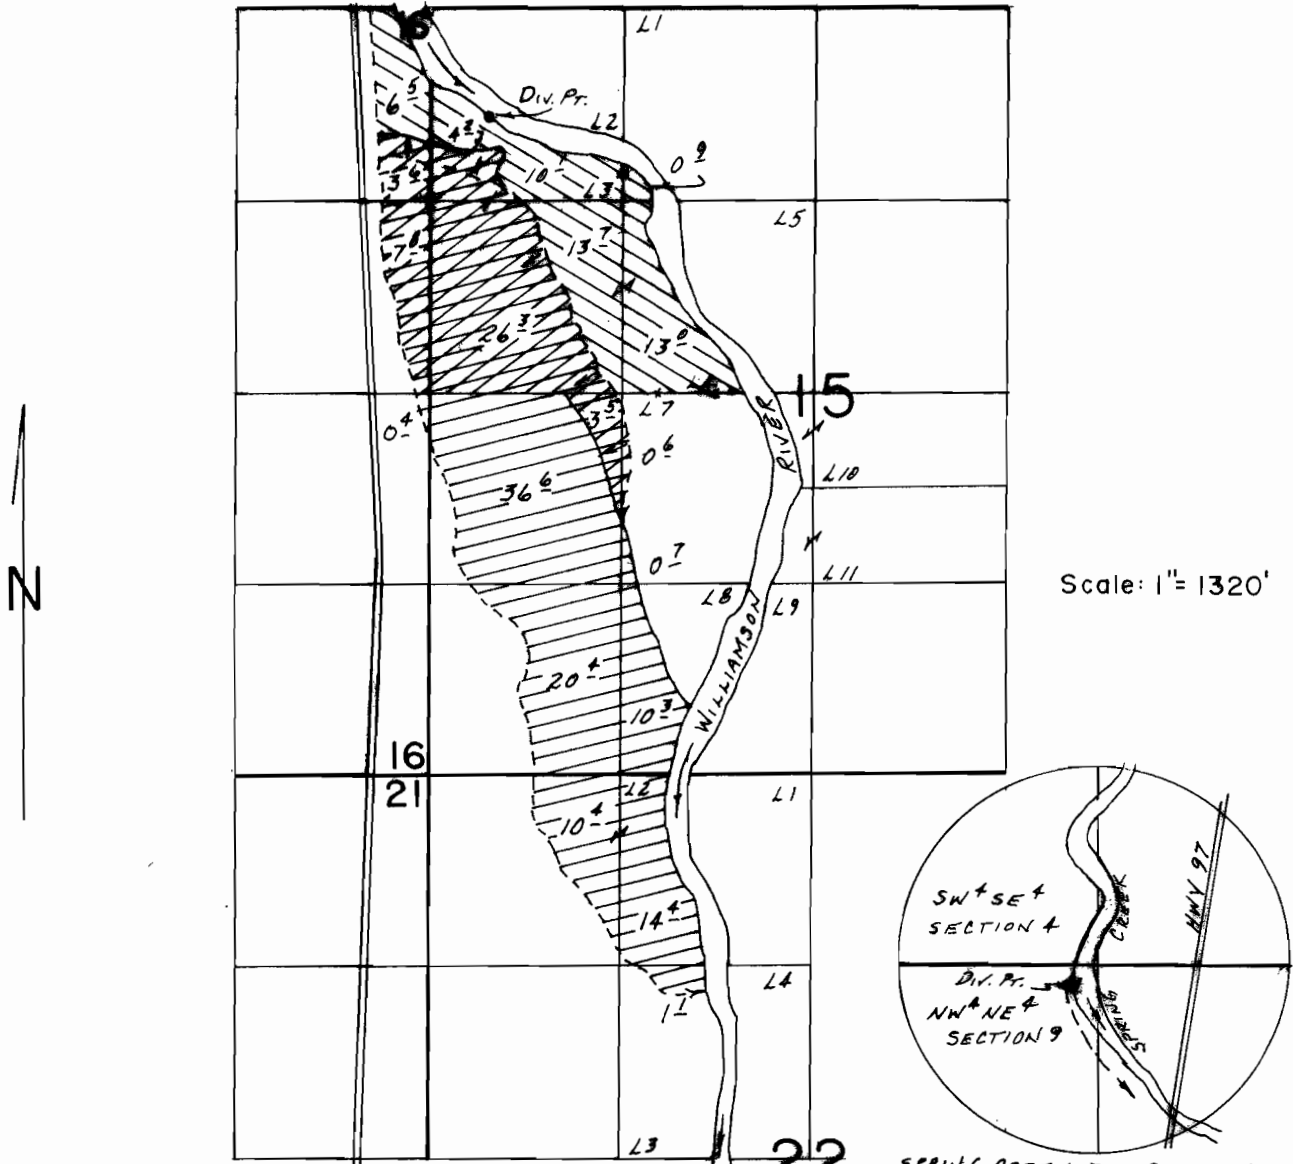 L1
Div. Pt.
L2
6 5
4 2
10 1
0 9
L3
13 6
L5
7 8
13 7
26 3
13 0
15
L7
3 5
0 4
0 6
RIVER
L10
36 6
0 7
L11
N
Scale: 1"= 1320'
L8
L9
WILLIAMSON
20 4
10 3
16
21
L2
L1
10 4
14 4
L4
1 1
L3
22
HWY 97
SW 4 SE 4
SECTION 4
CREEK
Div. Pt.
NW 4 NE 4
SECTION 9
SPRING